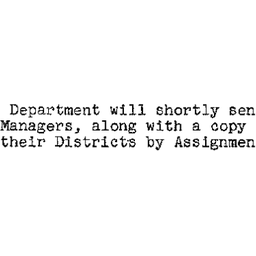 Department will shortly sen
Managers, along with a copy
their Districts by Assignmen